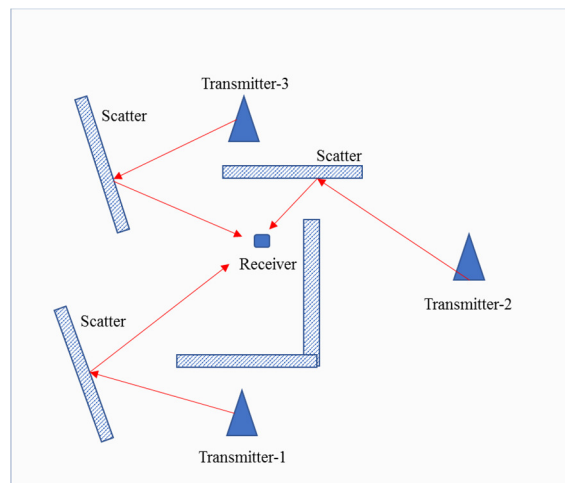 Transmitter-3
Scatter
Scatter
Receiver
Transmitter-2
Scatter
Transmitter-1